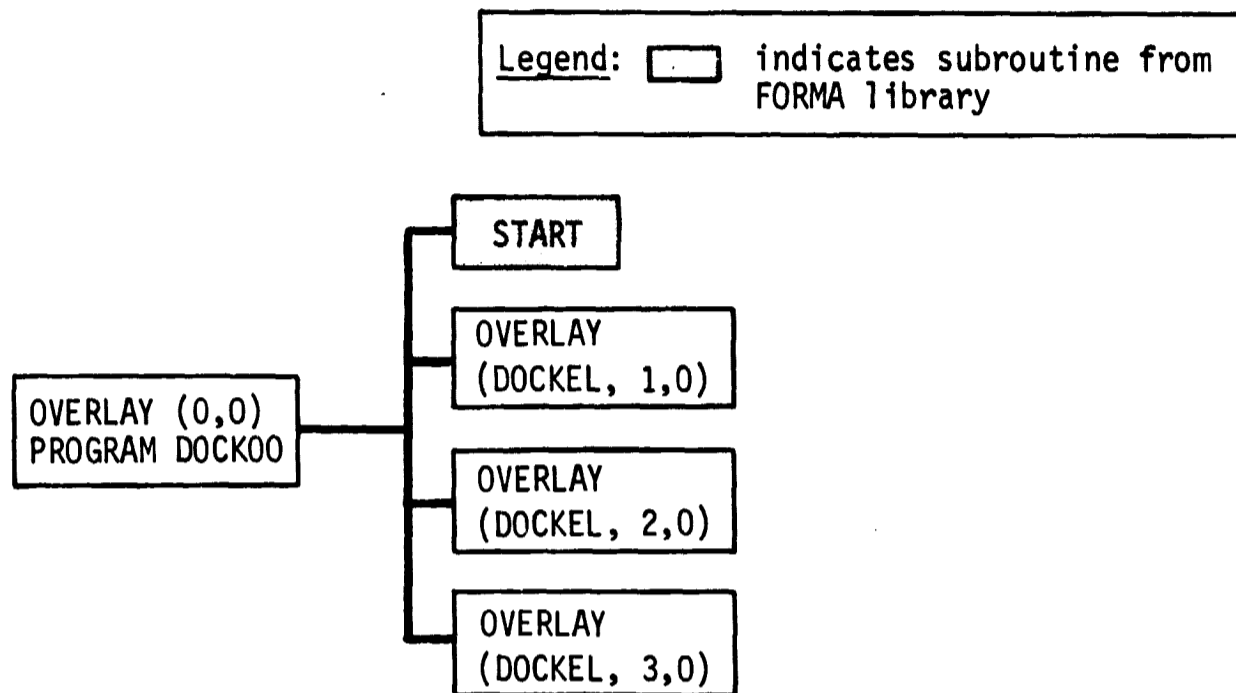 Legend: indicates subroutine from
FORMA library
START
OVERLAY
(DOCKEL, 1,0)
OVERLAY (0,0)
PROGRAM DOCKOO
OVERLAY
(DOCKEL, 2,0)
OVERLAY
(DOCKEL, 3,0)